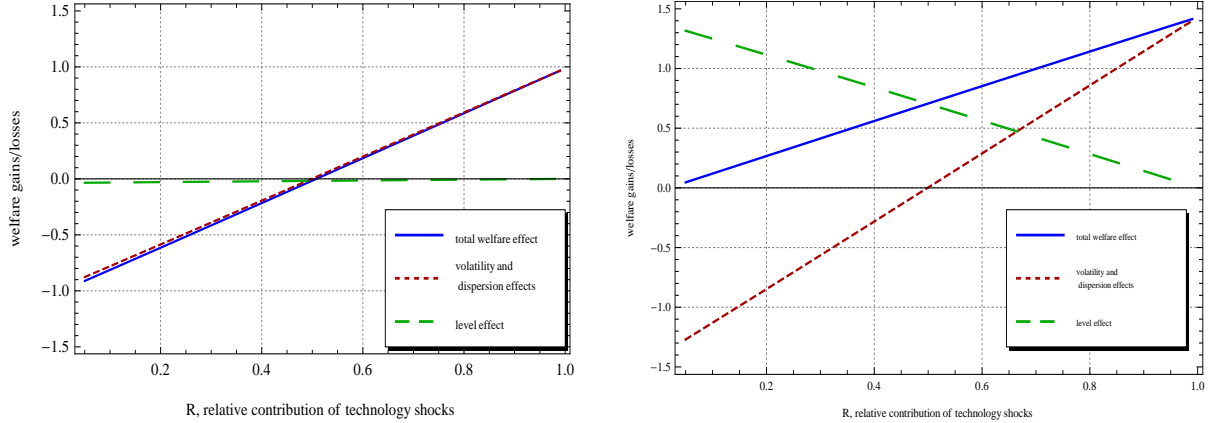 1.5
1.0
0.5
0.0
−0.5
−1.0
−1.5
welfare gains/losses
total welfare effect
volatility and
dispersion effects
level effect
0.2
0.4
0.6
0.8
1.0
R, relative contribution of technology shocks
1.5
1.0
0.5
0.0
−0.5
−1.0
−1.5
welfare gains/losses
total welfare effect
volatility and
dispersion effects
level effect
0.2
0.4
0.6
0.8
1.0
R, relative contribution of technology shocks